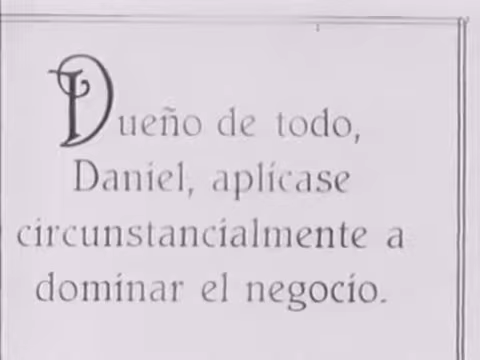 Dueño de todo,
Daniel, aplícase
circunstancialmente a
dominar el negocio.